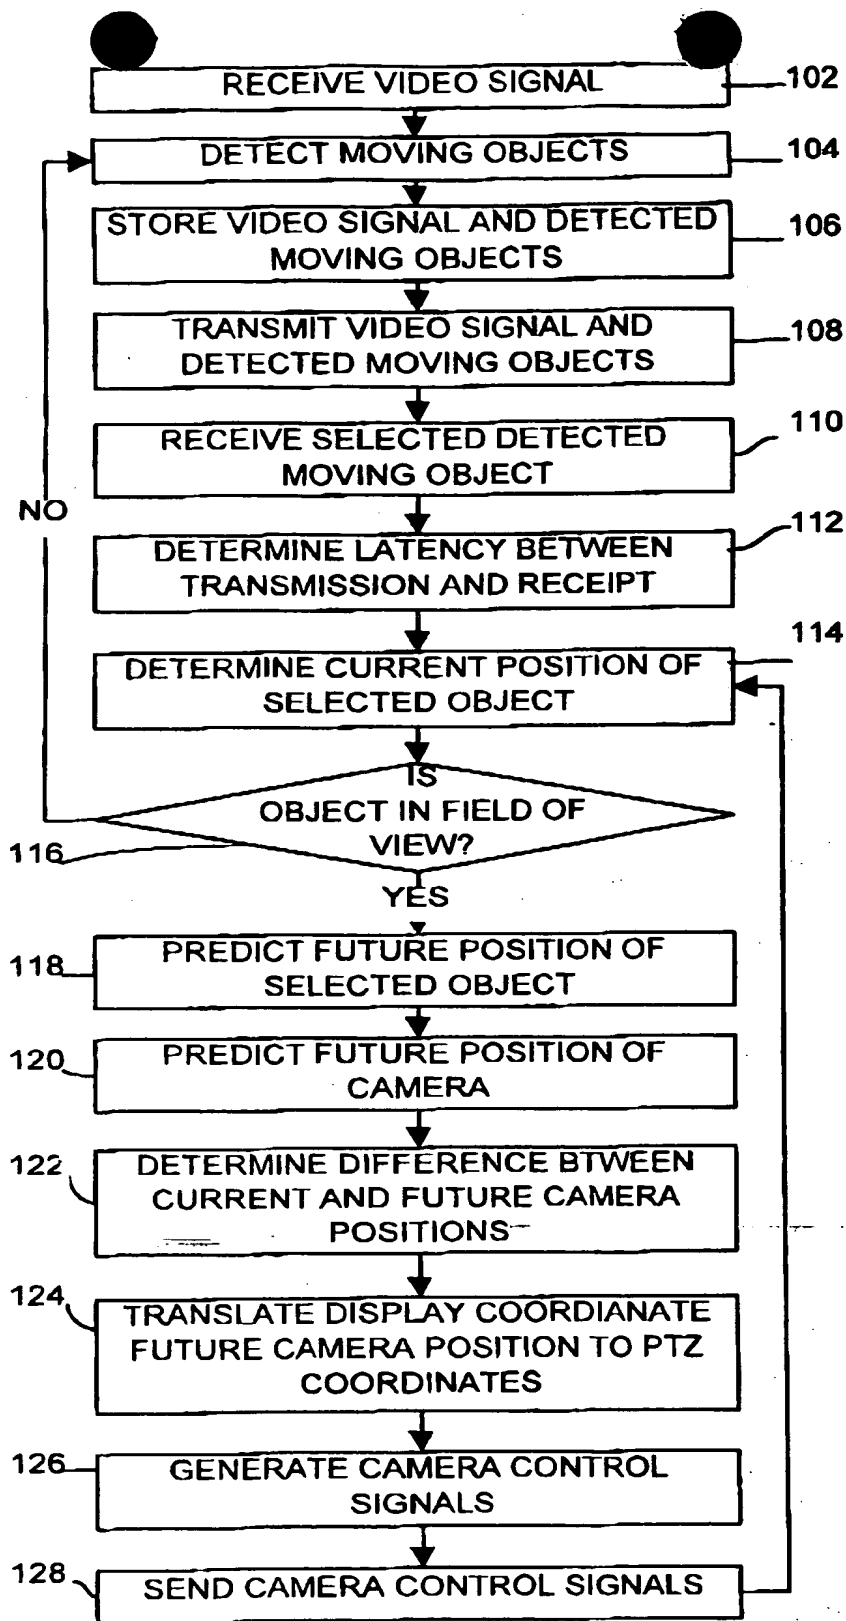 RECEIVE VIDEO SIGNAL
102
DETECT MOVING OBJECTS
104
STORE VIDEO SIGNAL AND DETECTED
MOVING OBJECTS
106
TRANSMIT VIDEO SIGNAL AND
DETECTED MOVING OBJECTS
108
RECEIVE SELECTED DETECTED
MOVING OBJECT
110
NO
DETERMINE LATENCY BETWEEN
TRANSMISSION AND RECEIPT
112
DETERMINE CURRENT POSITION OF
SELECTED OBJECT
114
IS
OBJECT IN FIELD OF
VIEW?
116
YES
PREDICT FUTURE POSITION OF
SELECTED OBJECT
118
PREDICT FUTURE POSITION OF
CAMERA
120
DETERMINE DIFFERENCE BTWEEN
CURRENT AND FUTURE CAMERA
POSITIONS
122
TRANSLATE DISPLAY COORDIANATE
FUTURE CAMERA POSITION TO PTZ
COORDINATES
124
GENERATE CAMERA CONTROL
SIGNALS
126
SEND CAMERA CONTROL SIGNALS
128